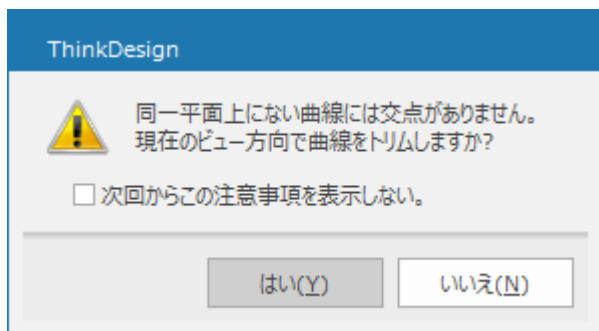 ThinkDesign
同一平面上にない曲線には交点がありません。
現在のビュー方向で曲線をトリムしますか?
次回からこの注意事項を表示しない。
はい(Y)
いいえ(N)